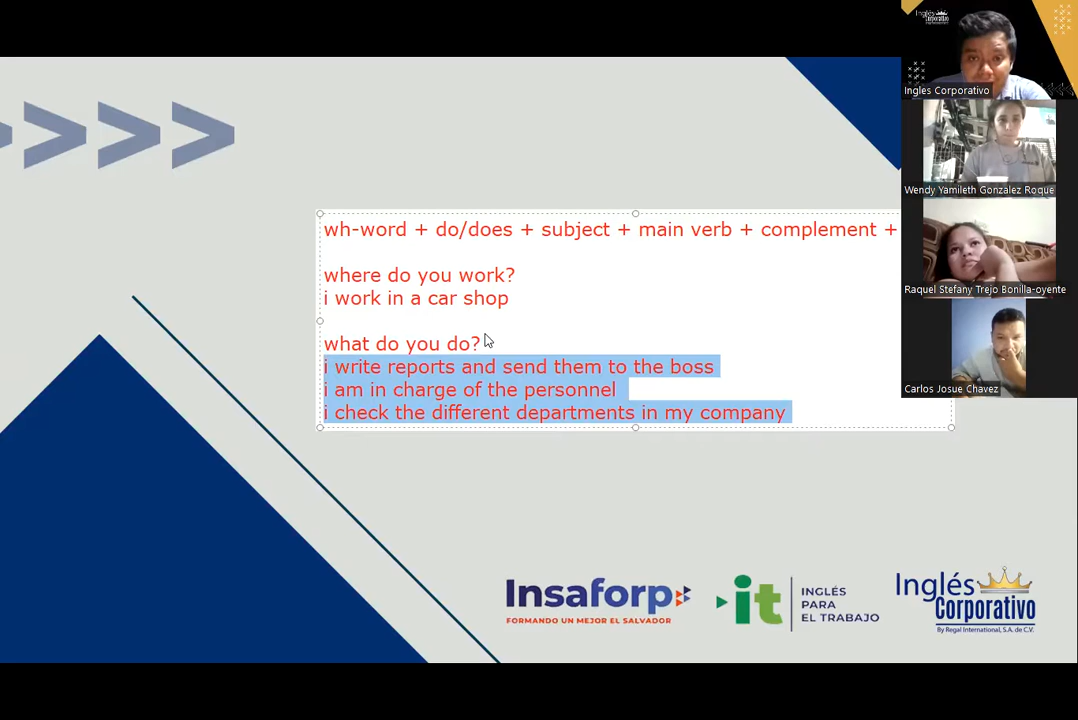 Inglés
Corporativo
Ingles Corporativo
Wendy Yamileth Gonzalez Roque
Raquel Stefany Trejo Bonilla-oyente
Carlos Josue Chavez
wh-word + do/does + subject + main verb + complement +
where do you work?
i work in a car shop
what do you do?
i write reports and send them to the boss
i am in charge of the personnel
i check the different departments in my company
Insaforp
FORMANDO UN MEJOR EL SALVADOR
it
INGLÉS
PARA
EL TRABAJO
Inglés
Corporativo
By Regal International, S.A. de C.V.